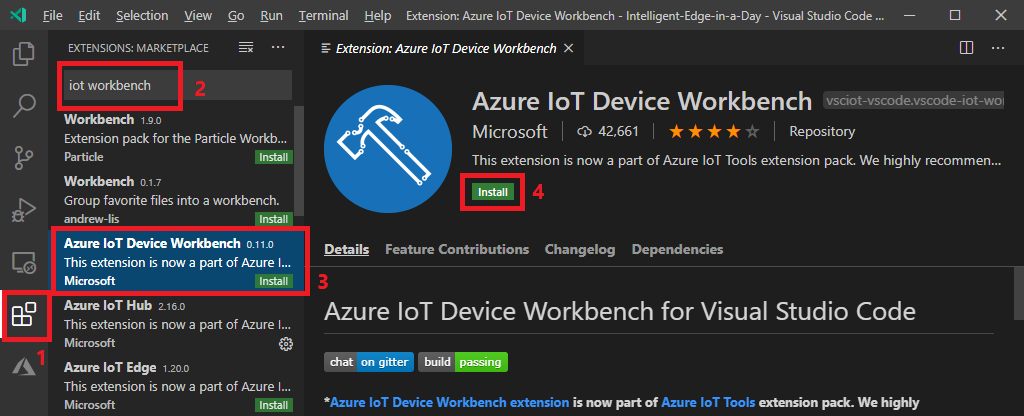 File Edit Selection View Go Run Terminal Help Extension: Azure IoT Device Workbench - Intelligent-Edge-in-a-Day - Visual Studio Code ...
EXTENSIONS: MARKETPLACE
iot workbench
2
Workbench 1.9.0
Extension pack for the Particle Workb...
Particle Install
Workbench 0.1.7
Group favorite files into a workbench.
andrew-lis Install
Azure IoT Device Workbench 0.11.0
This extension is now a part of Azure I...
Microsoft Install
3
Azure IoT Hub 2.16.0
This extension is now a part of Azure I...
Microsoft
1
Azure IoT Edge 1.20.0
This extension is now a part of Azure I...
Microsoft Install
Extension: Azure IoT Device Workbench
Azure IoT Device Workbench vsciot-vscode.vscode-iot-wo
Microsoft 42,661 Repository
This extension is now a part of Azure IoT Tools extension pack. We highly recommen...
Install 4
Details Feature Contributions Changelog Dependencies
Azure IoT Device Workbench for Visual Studio Code
chat on gitter build passing
*Azure IoT Device Workbench extension is now part of Azure IoT Tools extension pack. We highly